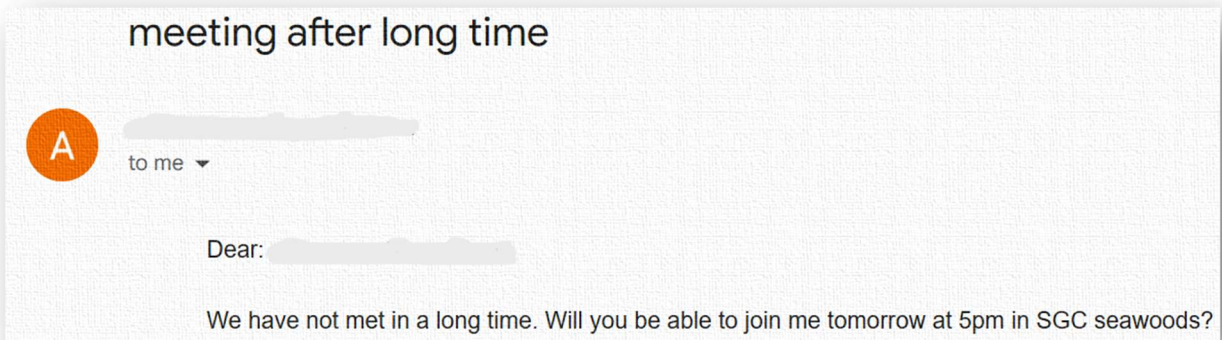 meeting after long time
A
to me
Dear:
We have not met in a long time. Will you be able to join me tomorrow at 5pm in SGC seawoods?